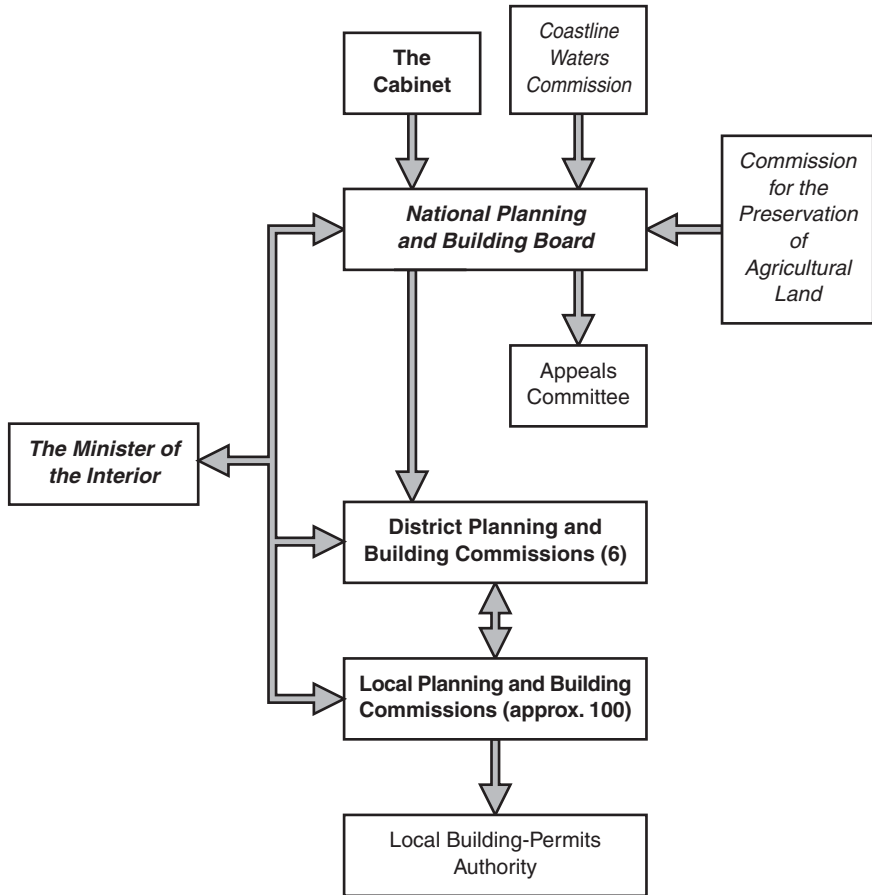 The
Cabinet
Coastline
Waters
Commission
Commission
for the
Preservation
of
Agricultural
Land
National Planning
and Building Board
Appeals
Committee
The Minister of
the Interior
District Planning and
Building Commissions (6)
Local Planning and Building
Commissions (approx. 100)
Local Building-Permits
Authority